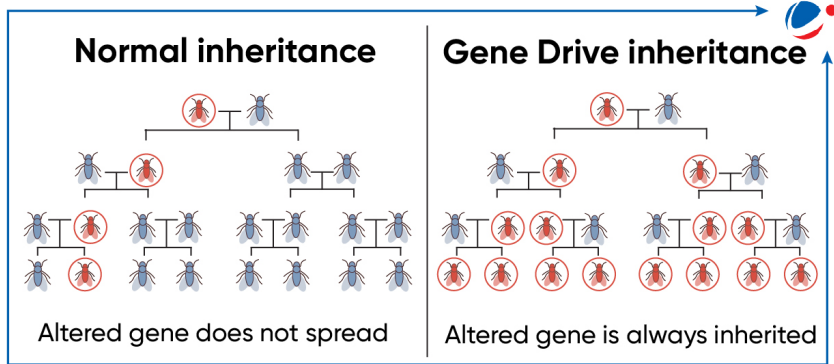 Normal inheritance
Gene Drive inheritance
Altered gene does not spread
Altered gene is always inherited